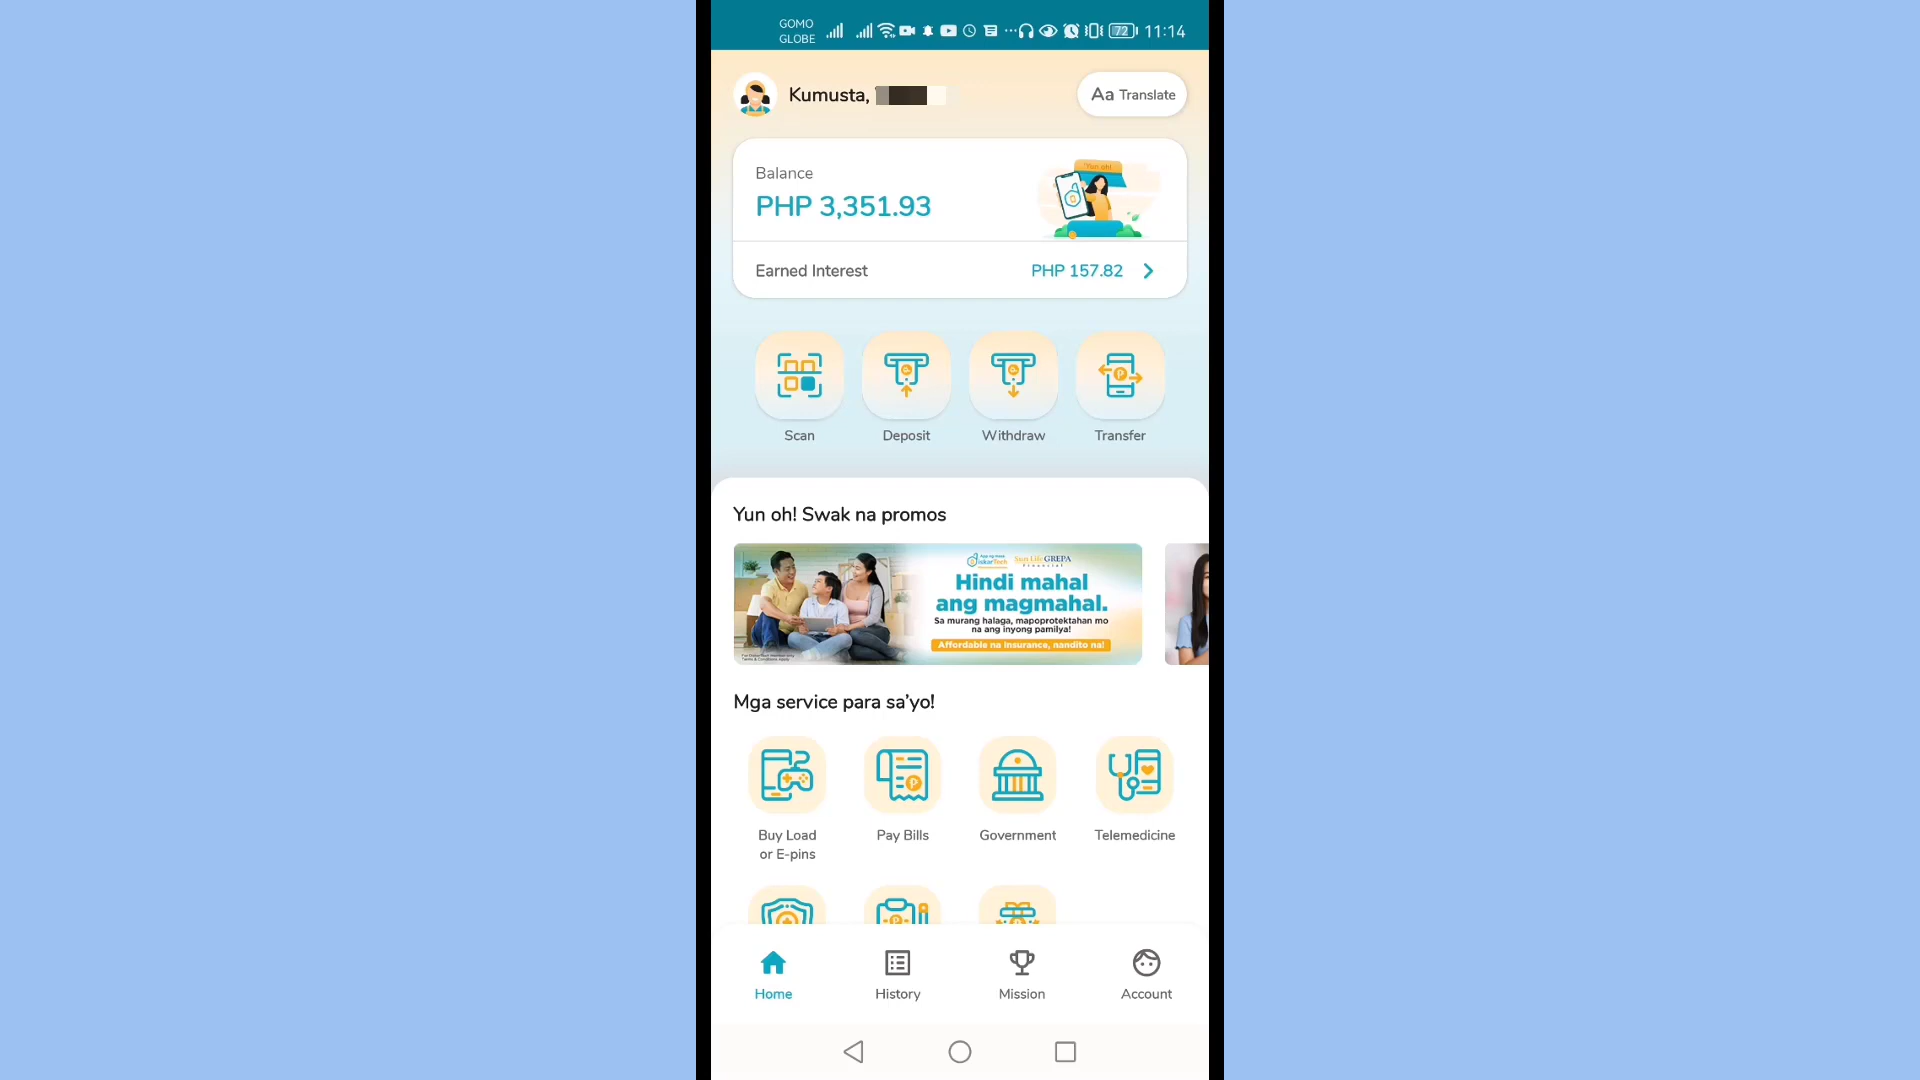 GOMO
GLOBE
72
11:14
Kumusta,
Aa Translate
Balance
PHP 3,351.93
'Yun oh!
Earned Interest
PHP 157.82
Scan
Deposit
Withdraw
Transfer
Yun oh! Swak na promos
Sun Life GREPA
Financial
Hindi mahal
ang magmahal.
Sa murang halaga, mapoprotektahan mo
na ang inyong pamilya!
Affordable na insurance, nandito na!
Mga service para sa'yo!
Buy Load
or E-pins
Pay Bills
Government
Telemedicine
Home
History
Mission
Account